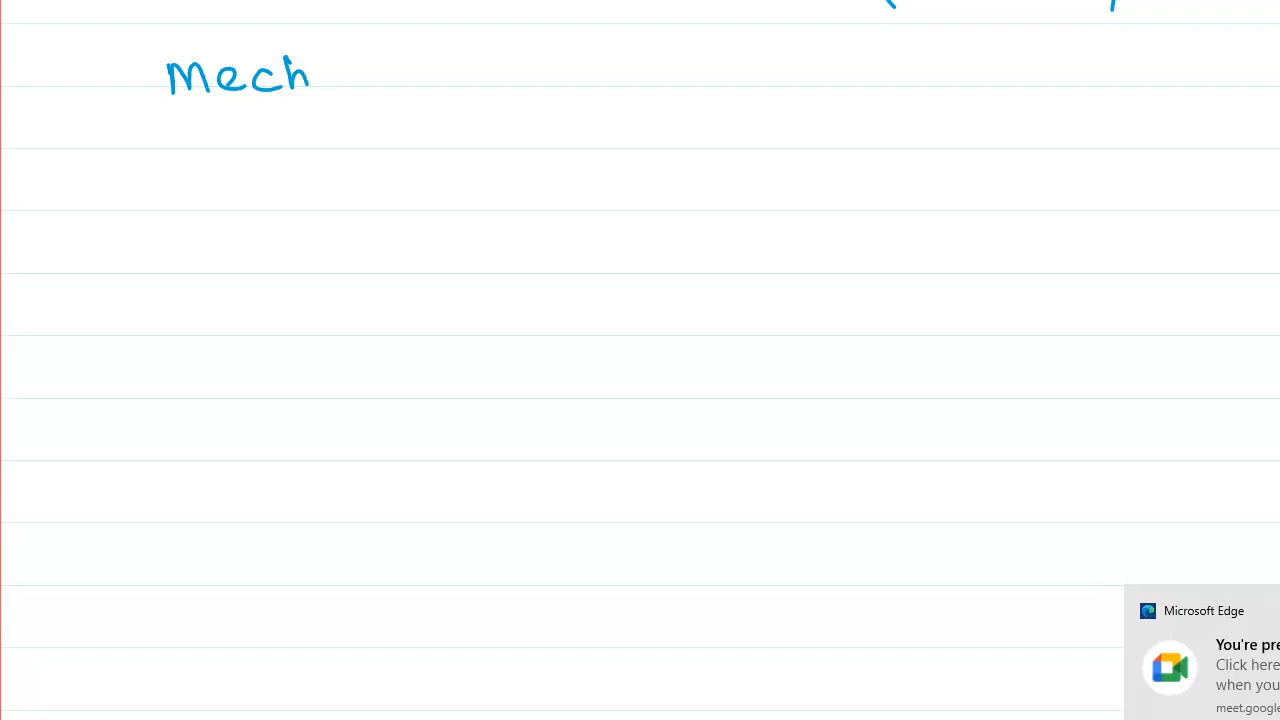 Mech
Microsoft Edge
You're pre
Click here
when you
meet.google